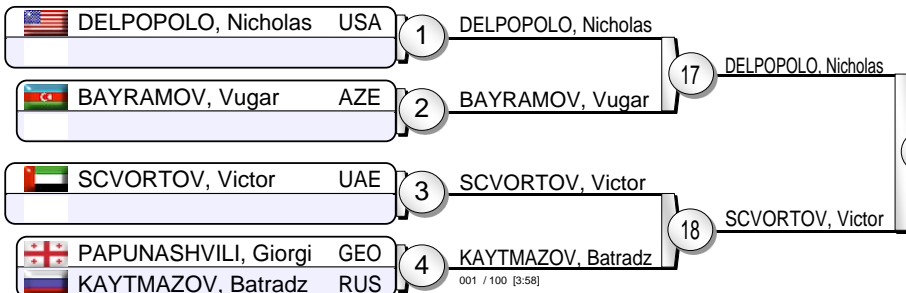 DELPOPOLO, Nicholas USA
1
DELPOPOLO, Nicholas
17
DELPOPOLO, Nicholas
BAYRAMOV, Vugar AZE
2
BAYRAMOV, Vugar
SCVORTOV, Victor UAE
3
SCVORTOV, Victor
18
SCVORTOV, Victor
PAPUNASHVILI, Giorgi GEO
4
KAYTMAZOV, Batradz
KAYTMAZOV, Batradz RUS
001 / 100 [3:58]